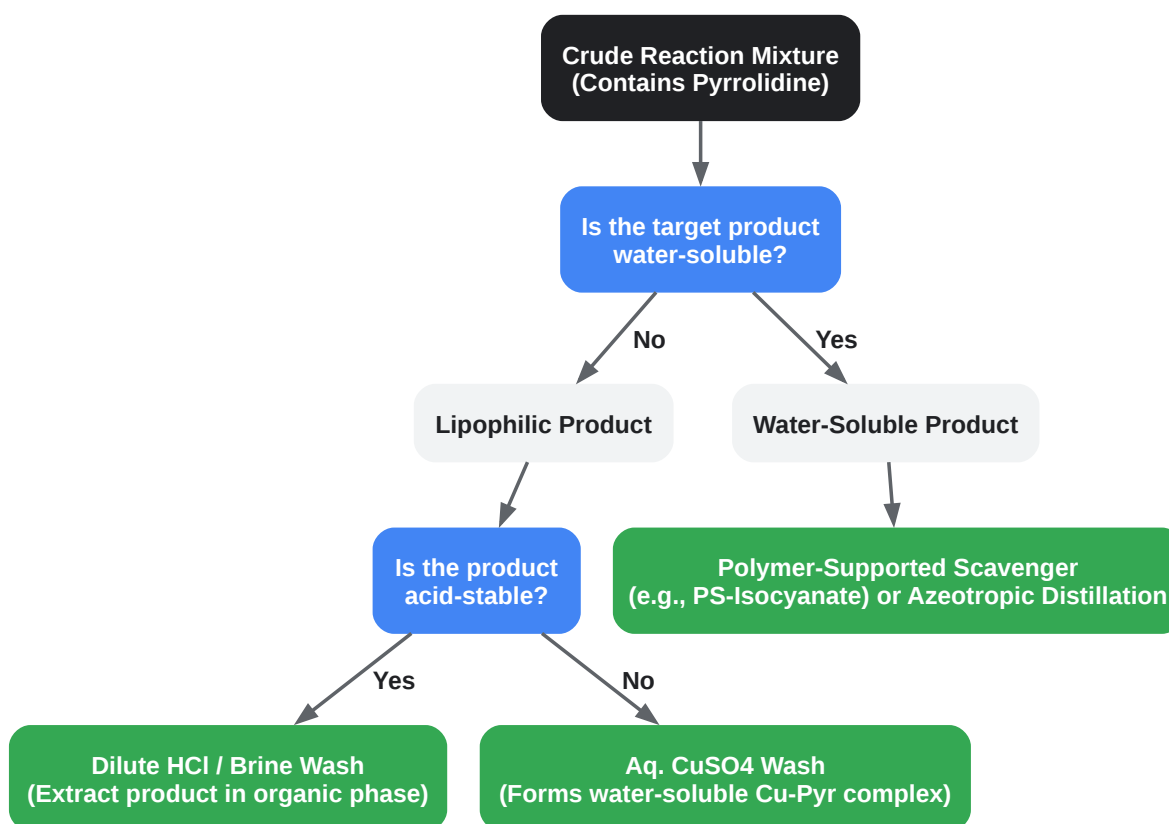 Crude Reaction Mixture
(Contains Pyrrolidine)
Is the target product
water-soluble?
No
Yes
Lipophilic Product
Water-Soluble Product
Is the product
acid-stable?
Polymer-Supported Scavenger
(e.g., PS-Isocyanate) or Azeotropic Distillation
Yes
No
Dilute HCl / Brine Wash
(Extract product in organic phase)
Aq. CuSO4 Wash
(Forms water-soluble Cu-Pyr complex)